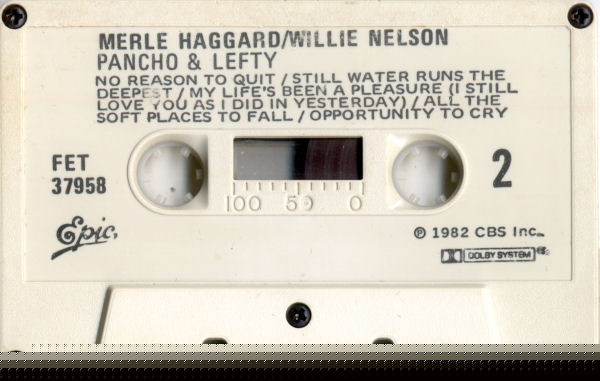 MERLE HAGGARD/WILLIE NELSON
PANCHO & LEFTY
NO REASON TO QUIT / STILL WATER RUNS THE
DEEPEST / MY LIFE'S BEEN A PLEASURE (I STILL
LOVE YOU AS I DID IN YESTERDAY) / ALL THE
SOFT PLACES TO FALL / OPPORTUNITY TO CRY
FET
37958
2
100 50 0
Epic
℗ 1982 CBS Inc.
DOLBY SYSTEM